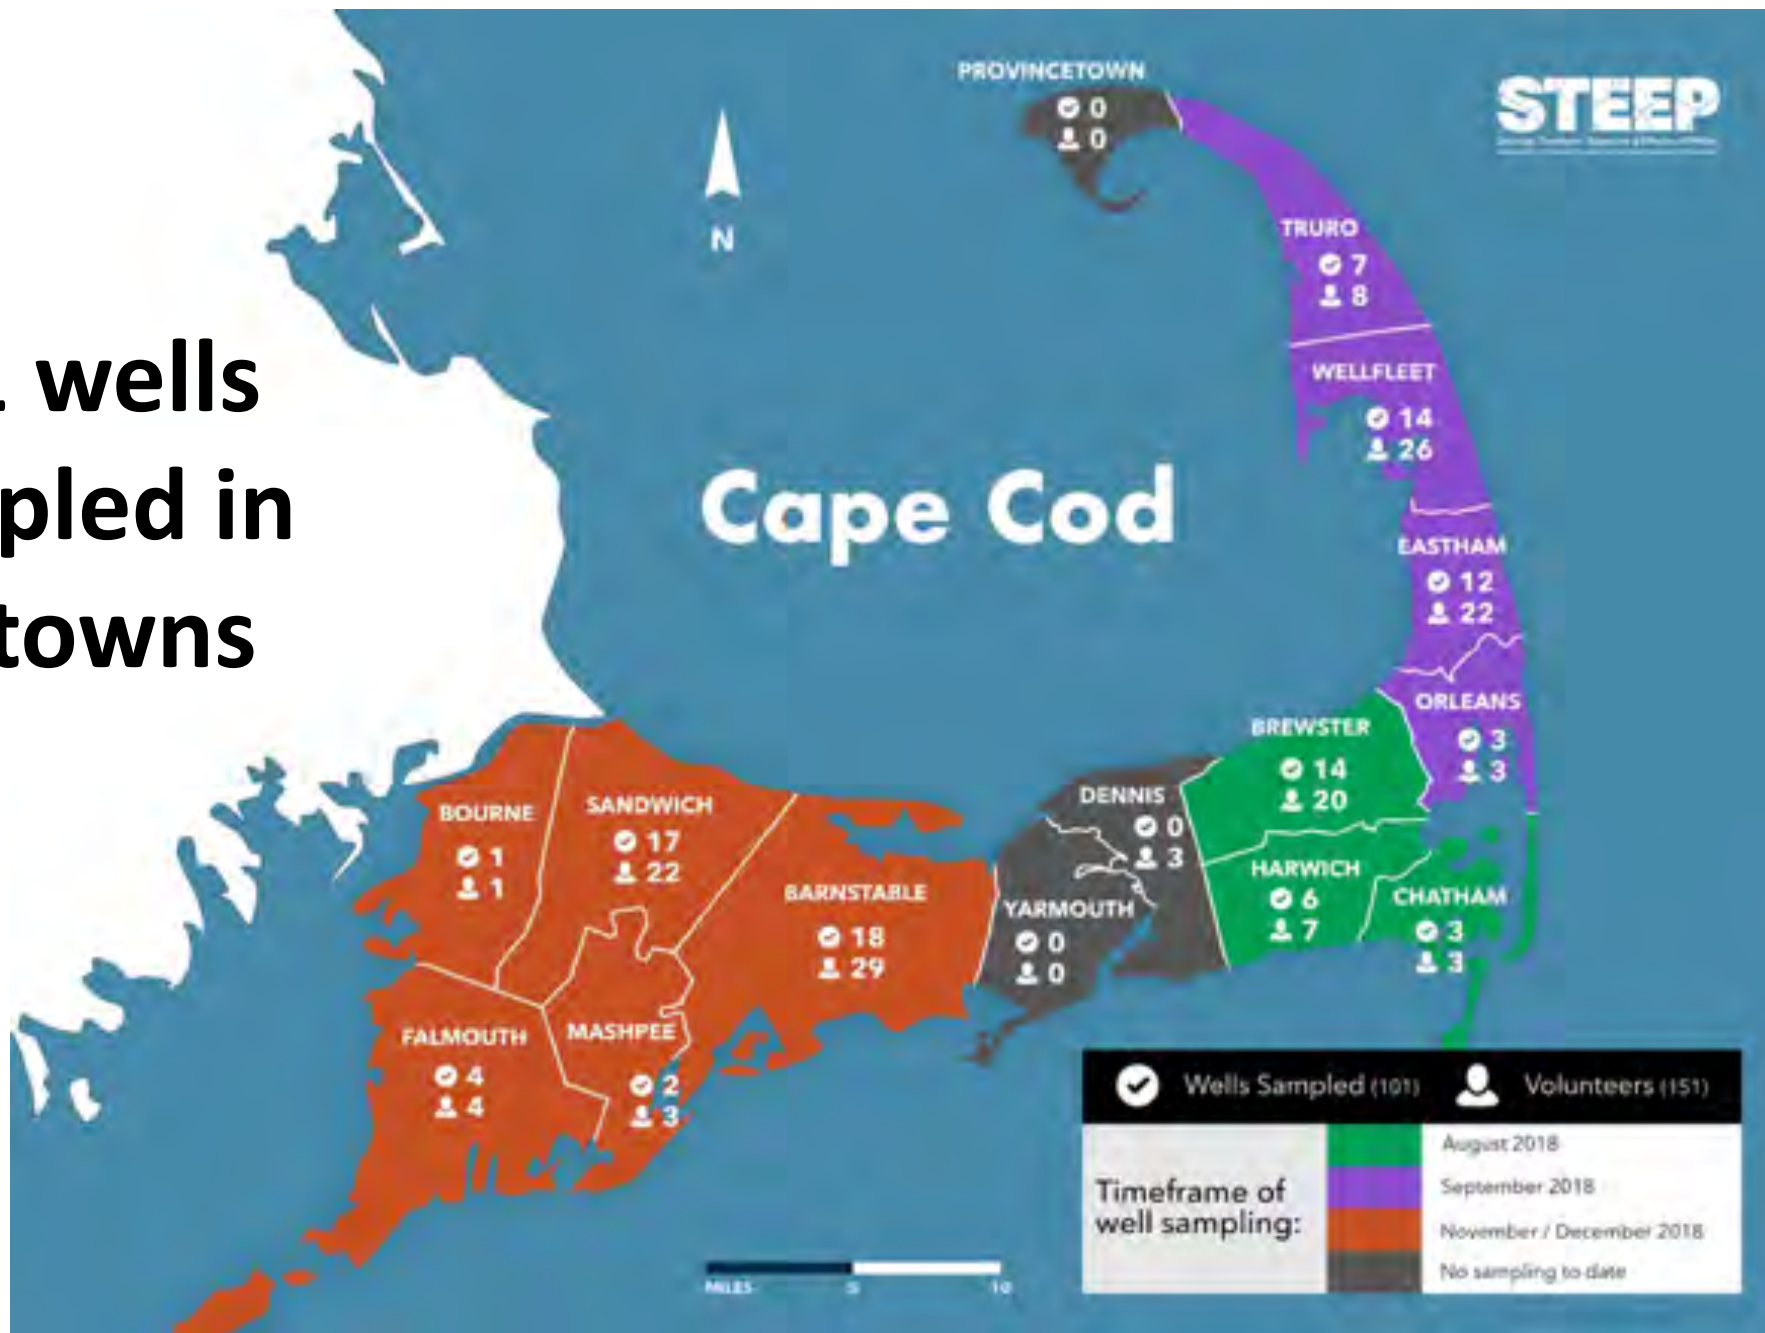 wells
pled in
towns
STEEP
PROVINCETOWN
0
0
N
TRURO
7
8
WELLFLEET
14
26
Cape Cod
EASTHAM
12
22
ORLEANS
3
3
BREWSTER
14
20
DENNIS
0
3
HARWICH
6
7
CHATHAM
3
3
YARMOUTH
0
0
BOURNE
1
1
SANDWICH
17
22
BARNSTABLE
18
29
FALMOUTH
4
4
MASHPEE
2
3
Wells Sampled (101)
Volunteers (151)
Timeframe of
well sampling:
August 2018
September 2018
November / December 2018
No sampling to date
MILES 5 10